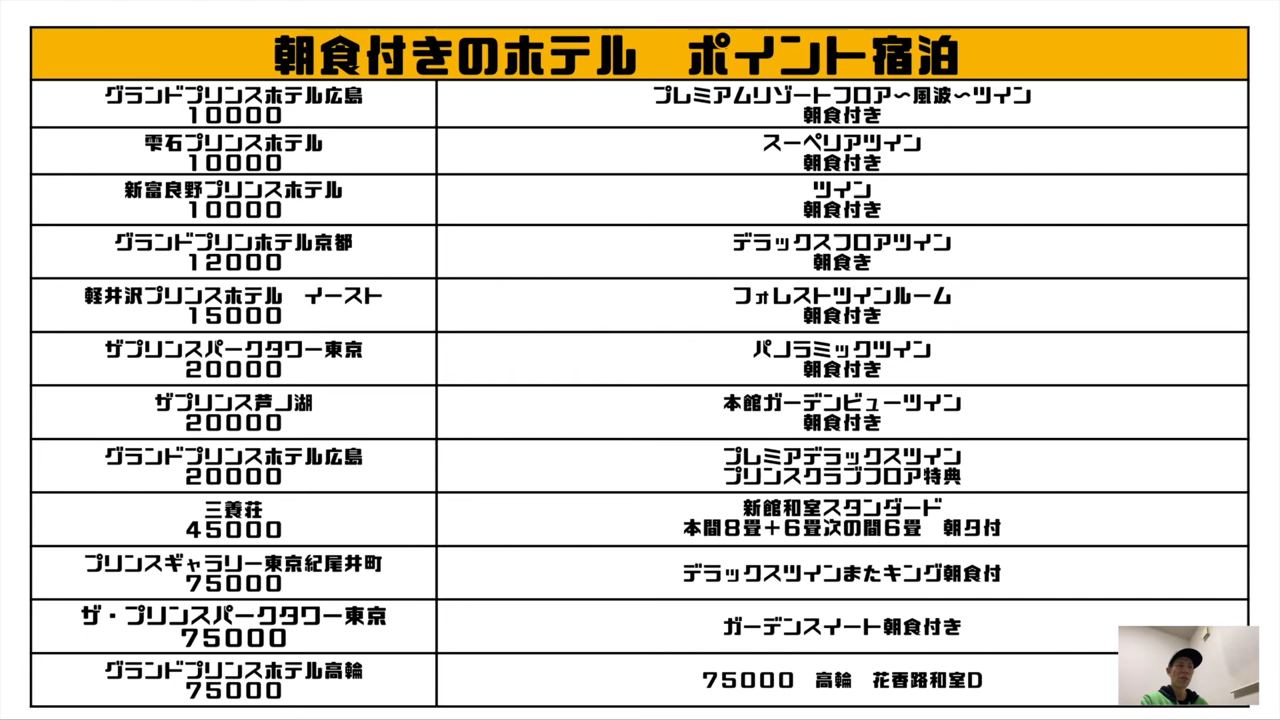 朝食付きのホテル　ポイント宿泊
グランドプリンスホテル広島
10000
プレミアムリゾートフロア〜風波〜ツイン
朝食付き
雫石プリンスホテル
10000
スーペリアツイン
朝食付き
新富良野プリンスホテル
10000
ツイン
朝食付き
グランドプリンホテル京都
12000
デラックスフロアツイン
朝食き
軽井沢プリンスホテル　イースト
15000
フォレストツインルーム
朝食付き
ザプリンスパークタワー東京
20000
パノラミックツイン
朝食付き
ザプリンス芦ノ湖
20000
本館ガーデンビューツイン
朝食付き
グランドプリンスホテル広島
20000
プレミアデラックスツイン
プリンスクラブフロア特典
三養荘
45000
新館和室スタンダード
本間8畳＋6畳次の間6畳　朝夕付
プリンスギャラリー東京紀尾井町
75000
デラックスツインまたキング朝食付
ザ・プリンスパークタワー東京
75000
ガーデンスイート朝食付き
グランドプリンスホテル高輪
75000
75000　高輪　花香路和室D